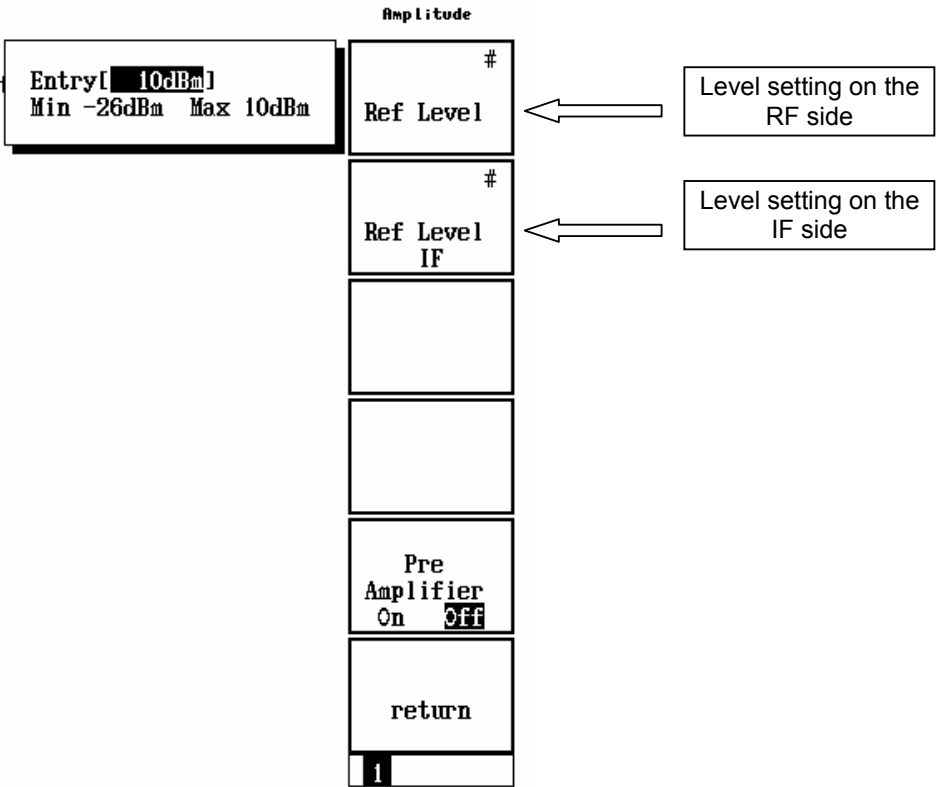 Amplitude
Entry[ 10dBm]
Min -26dBm Max 10dBm
#
Ref Level
Level setting on the
RF side
#
Ref Level
IF
Level setting on the
IF side
Pre
Amplifier
On Off
return
1